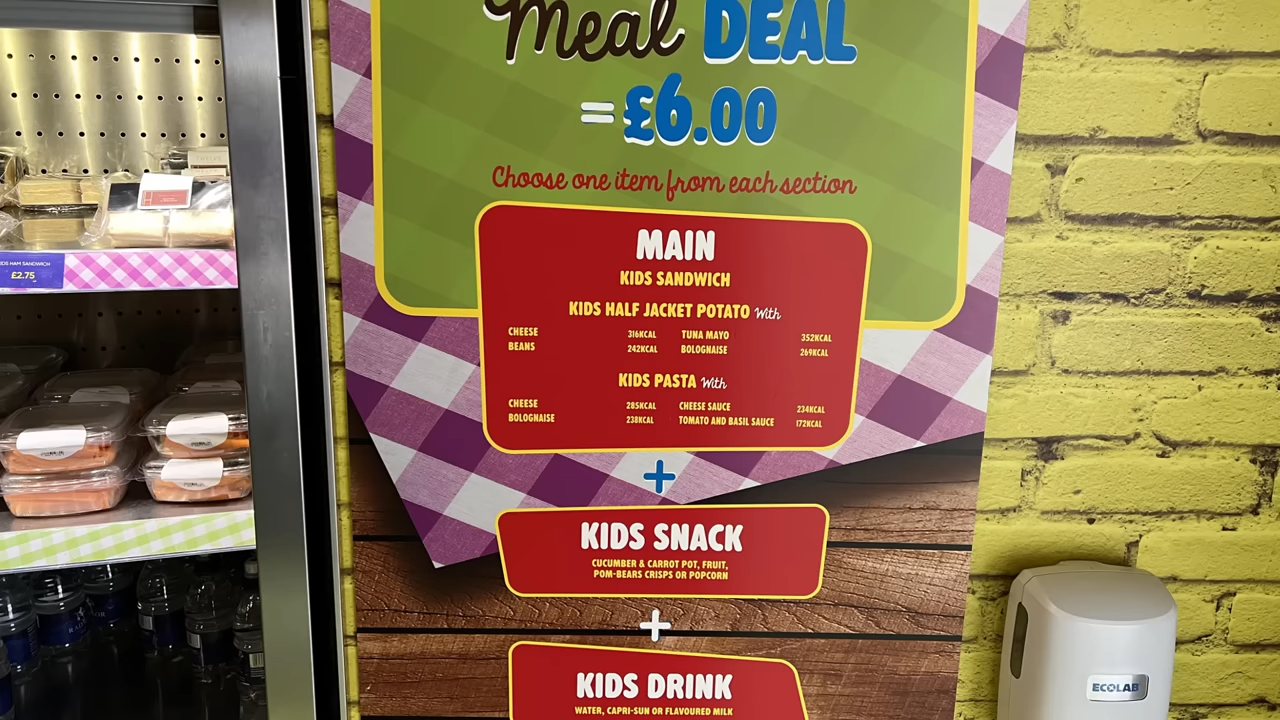 Meal DEAL
=£6.00
Choose one item from each section
MAIN
KIDS SANDWICH
KIDS HALF JACKET POTATO With
CHEESE 316KCAL TUNA MAYO 352KCAL
BEANS 242KCAL BOLOGNAISE 269KCAL
KIDS PASTA With
CHEESE 285KCAL CHEESE SAUCE 234KCAL
BOLOGNAISE 238KCAL TOMATO AND BASIL SAUCE 172KCAL
+
KIDS SNACK
CUCUMBER & CARROT POT, FRUIT,
POM-BEARS CRISPS OR POPCORN
+
KIDS DRINK
WATER, CAPRI-SUN OR FLAVOURED MILK
HAM SANDWICH
£2.75
ECOLAB